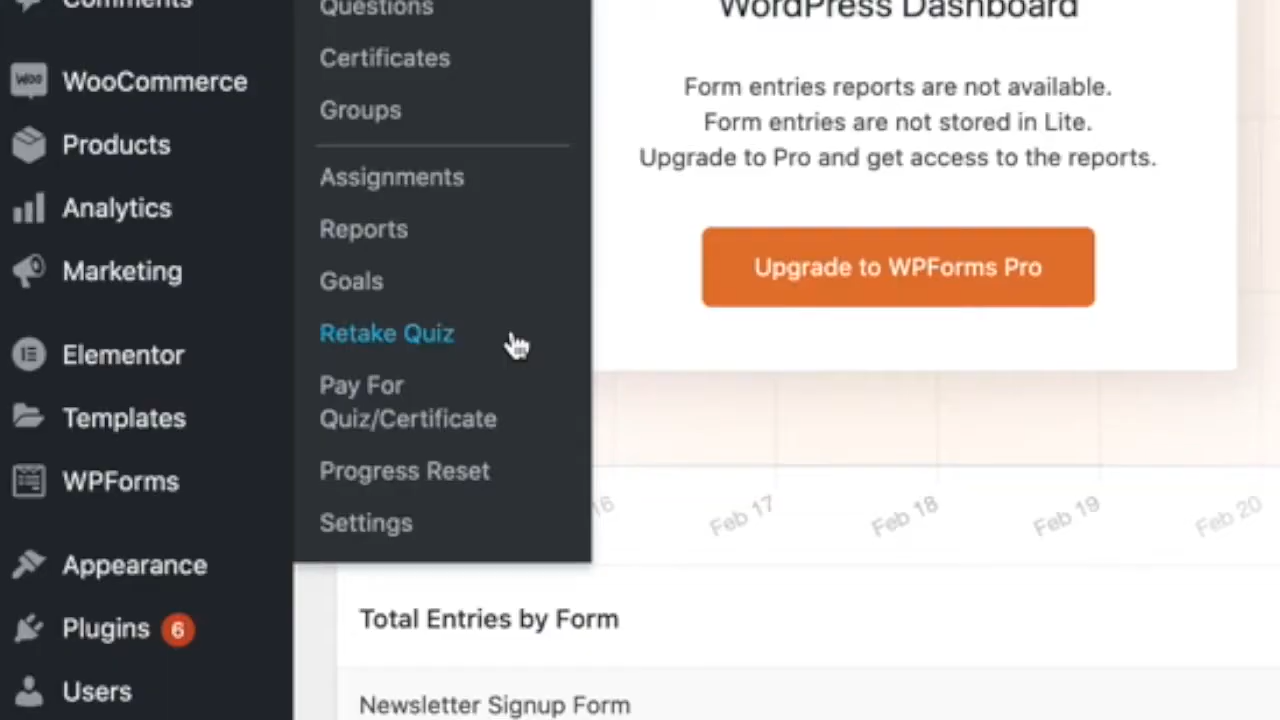 Comments
WooCommerce
Products
Analytics
Marketing
Elementor
Templates
WPForms
Appearance
Plugins 6
Users
Questions
Certificates
Groups
Assignments
Reports
Goals
Retake Quiz
Pay For
Quiz/Certificate
Progress Reset
Settings
WordPress Dashboard
Form entries reports are not available.
Form entries are not stored in Lite.
Upgrade to Pro and get access to the reports.
Upgrade to WPForms Pro
16
Feb 17
Feb 18
Feb 19
Feb 20
Total Entries by Form
Newsletter Signup Form